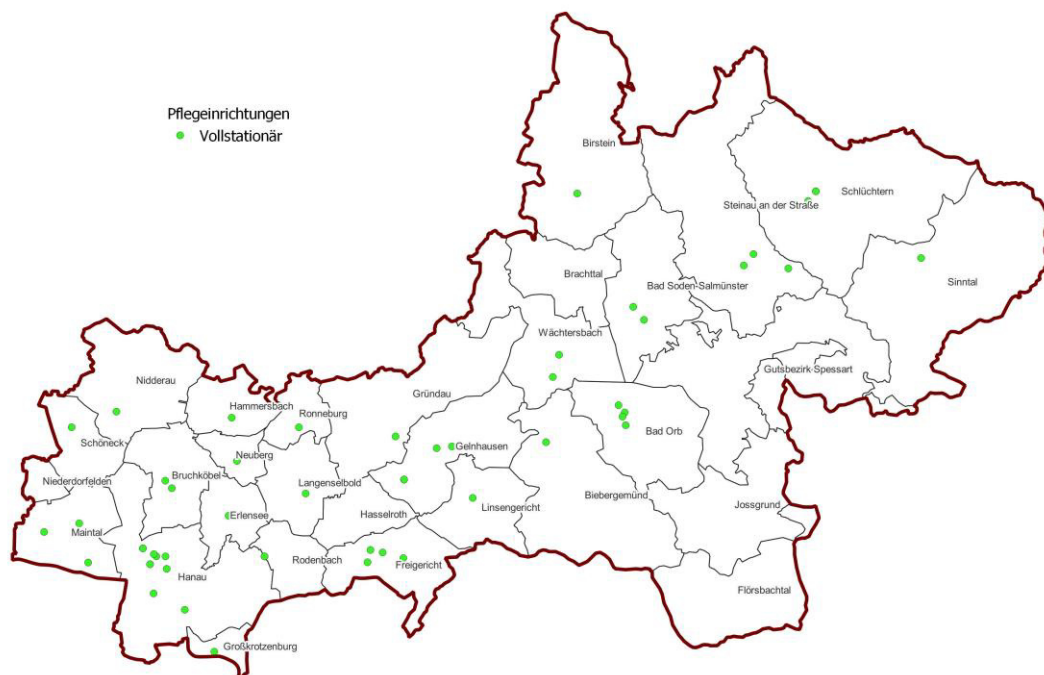 Pflegeeinrichtungen
Vollstationär
Birstein
Schlüchtern
Steinau an der Straße
Brachttal
Sinntal
Bad Soden-Salmünster
Wächtersbach
Gutsbezirk-Spessart
Nidderau
Gründau
Hammersbach
Ronneburg
Bad Orb
Schöneck
Gelnhausen
Neuberg
Bruchköbel
Niederdorfelden
Langenselbold
Biebergemünd
Jossgrund
Linsengericht
Hasselroth
Erlensee
Maintal
Rodenbach
Freigericht
Hanau
Flörsbachtal
Großkrotzenburg